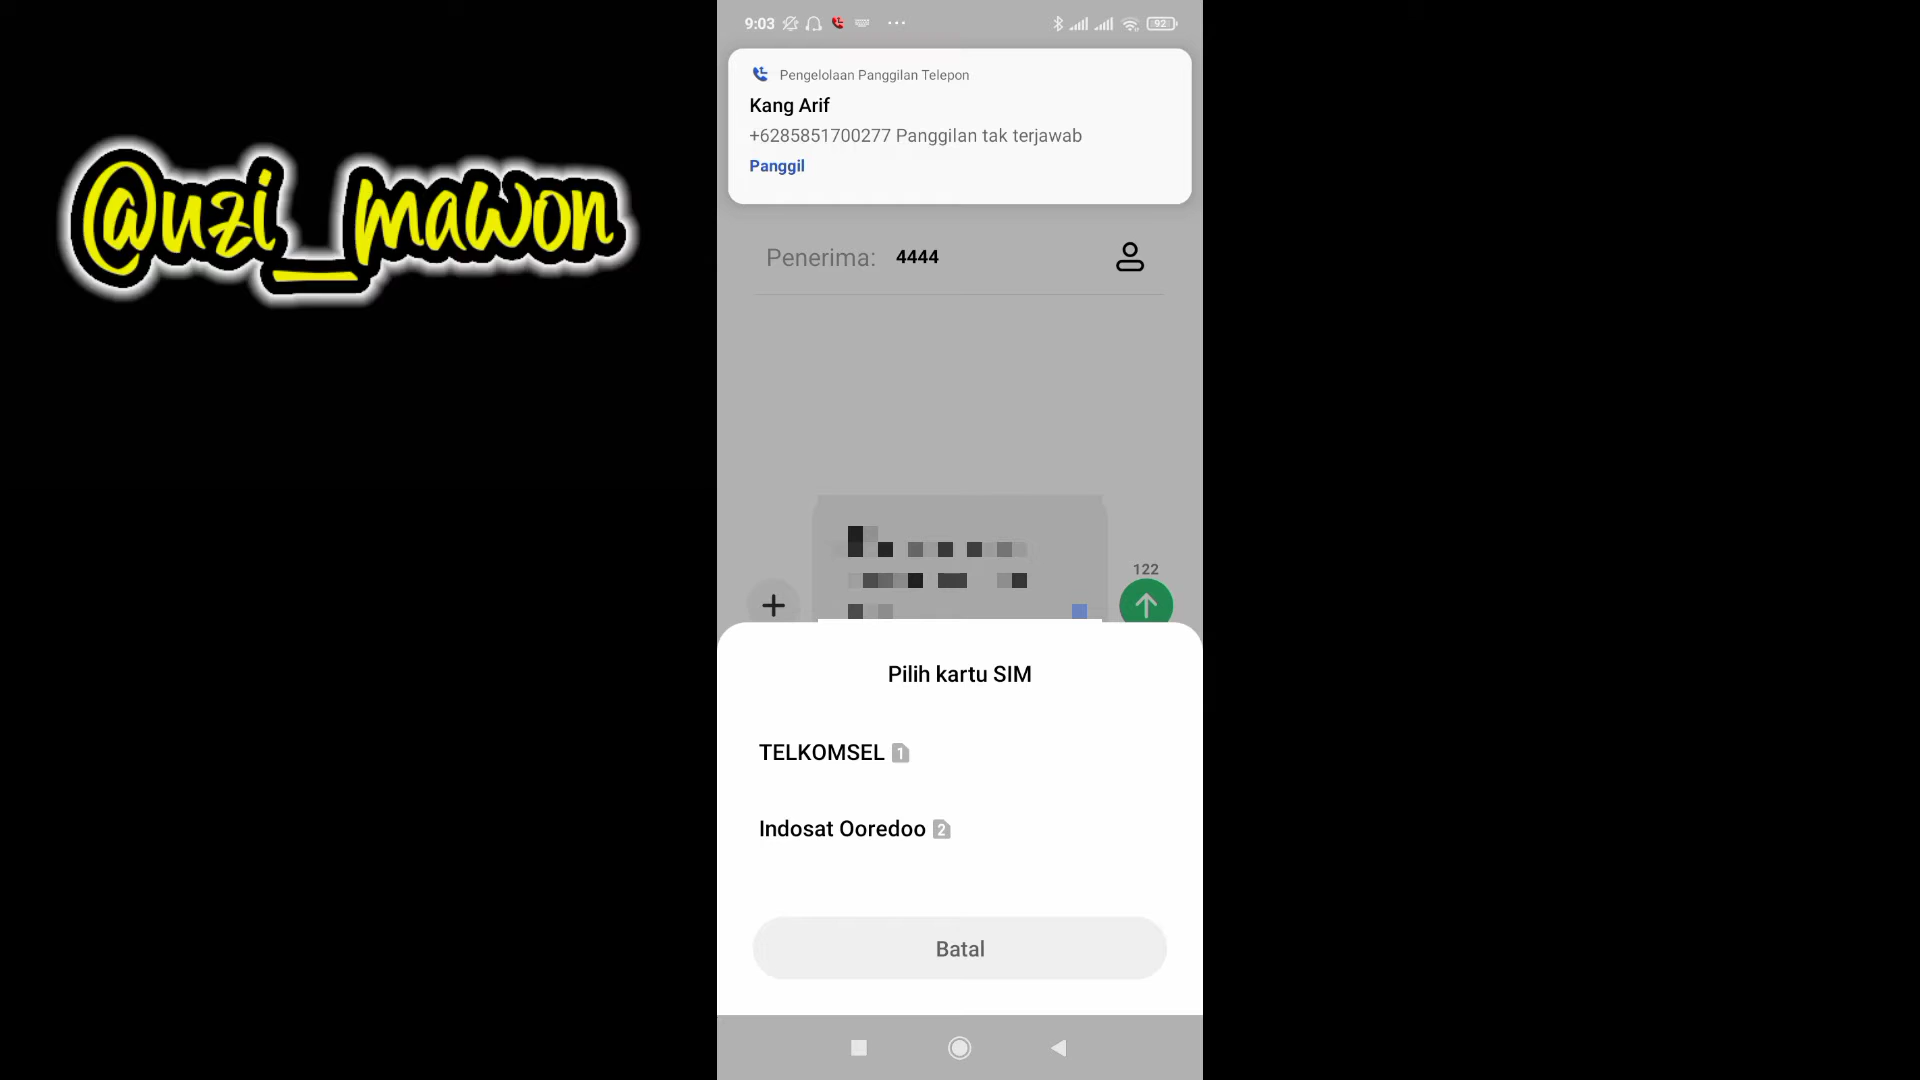 @uzi_mawon
9:03
92
Pengelolaan Panggilan Telepon
Kang Arif
+6285851700277 Panggilan tak terjawab
Panggil
Penerima: 4444
122
Pilih kartu SIM
TELKOMSEL 1
Indosat Ooredoo 2
Batal